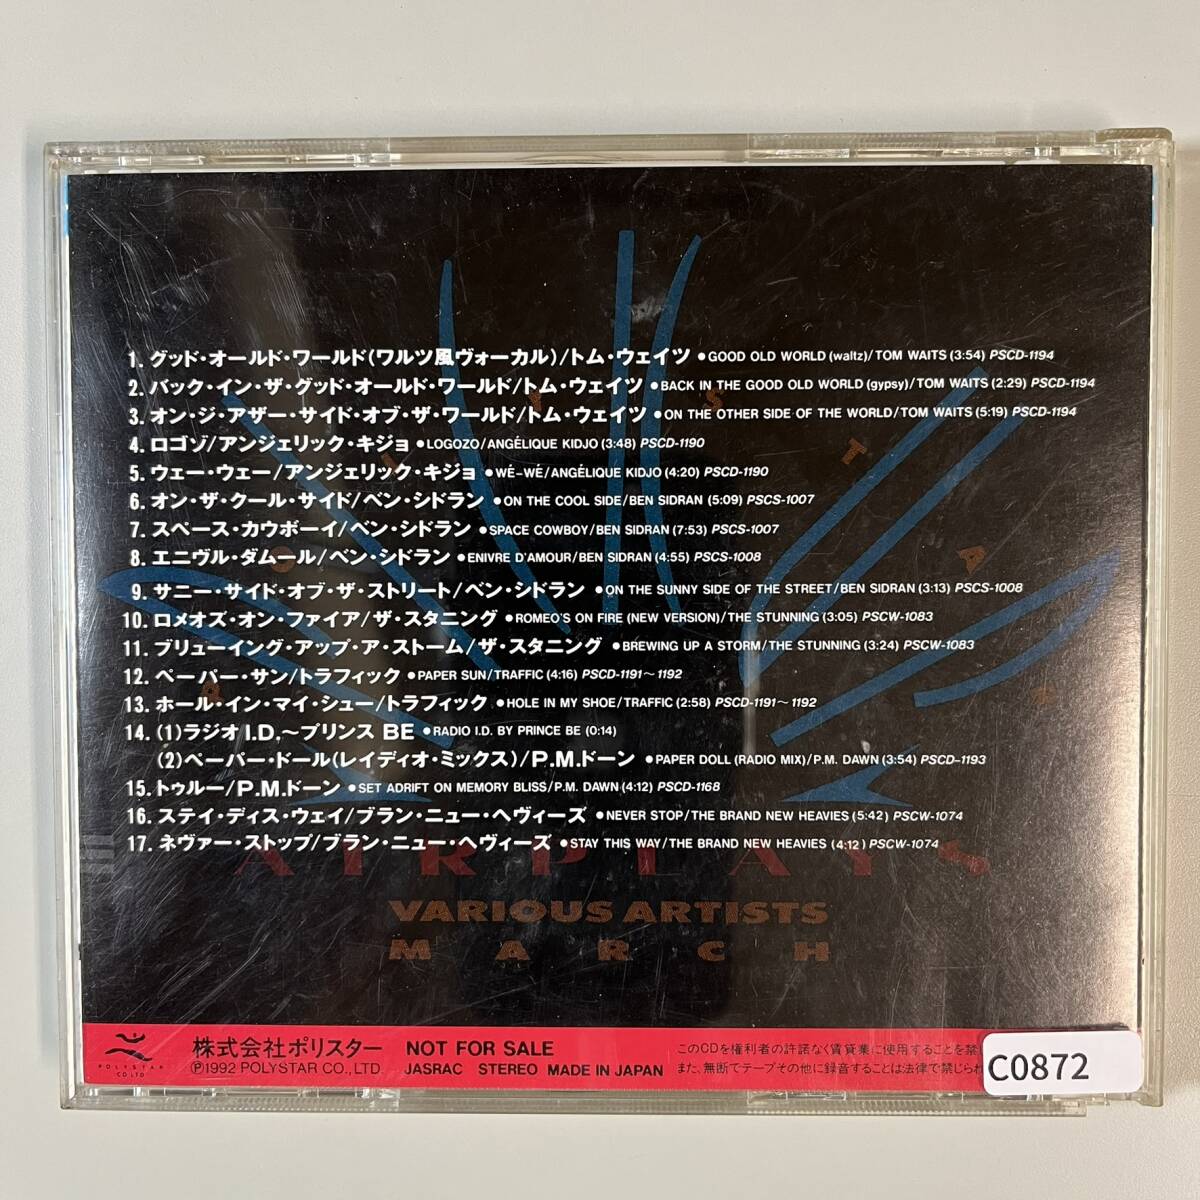 1. グッド・オールド・ワールド(ワルツ風ヴォーカル)/トム・ウェイツ ●GOOD OLD WORLD (waltz)/TOM WAITS (3:54) PSCD-1194
2. バック・イン・ザ・グッド・オールド・ワールド/トム・ウェイツ ●BACK IN THE GOOD OLD WORLD (gypsy)/TOM WAITS (2:29) PSCD-1194
3. オン・ジ・アザー・サイド・オブ・ザ・ワールド/トム・ウェイツ ●ON THE OTHER SIDE OF THE WORLD/TOM WAITS (5:19) PSCD-1194
4. ロゴゾ/アンジェリック・キジョ ●LOGOZO/ANGÉLIQUE KIDJO (3:48) PSCD-1190
5. ウェー・ウェー/アンジェリック・キジョ ●WÉ-WÉ/ANGÉLIQUE KIDJO (4:20) PSCD-1190
6. オン・ザ・クール・サイド/ベン・シドラン ●ON THE COOL SIDE/BEN SIDRAN (5:09) PSCS-1007
7. スペース・カウボーイ/ベン・シドラン ●SPACE COWBOY/BEN SIDRAN (7:53) PSCS-1007
8. エニヴル・ダムール/ベン・シドラン ●ENIVRE D'AMOUR/BEN SIDRAN (4:55) PSCS-1008
9. サニー・サイド・オブ・ザ・ストリート/ベン・シドラン ●ON THE SUNNY SIDE OF THE STREET/BEN SIDRAN (3:13) PSCS-1008
10. ロメオズ・オン・ファイア/ザ・スタニング ●ROMEO'S ON FIRE (NEW VERSION)/THE STUNNING (3:05) PSCW-1083
11. ブリューイング・アップ・ア・ストーム/ザ・スタニング ●BREWING UP A STORM/THE STUNNING (3:24) PSCW-1083
12. ペーパー・サン/トラフィック ●PAPER SUN/TRAFFIC (4:16) PSCD-1191〜1192
13. ホール・イン・マイ・シュー/トラフィック ●HOLE IN MY SHOE/TRAFFIC (2:58) PSCD-1191〜1192
14. (1)ラジオ I.D.〜プリンス BE ●RADIO I.D. BY PRINCE BE (0:14)
(2)ペーパー・ドール(レイディオ・ミックス)/P.M.ドーン ●PAPER DOLL (RADIO MIX)/P.M. DAWN (3:54) PSCD-1193
15. トゥルー/P.M.ドーン ●SET ADRIFT ON MEMORY BLISS/P.M. DAWN (4:12) PSCD-1168
16. ステイ・ディス・ウェイ/ブラン・ニュー・ヘヴィーズ ●NEVER STOP/THE BRAND NEW HEAVIES (5:42) PSCW-1074
17. ネヴァー・ストップ/ブラン・ニュー・ヘヴィーズ ●STAY THIS WAY/THE BRAND NEW HEAVIES (4:12) PSCW-1074
AIRPLAY
VARIOUS ARTISTS
MARCH
POLYSTAR
CO.LTD
株式会社ポリスター NOT FOR SALE
Ⓟ1992 POLYSTAR CO., LTD. JASRAC STEREO MADE IN JAPAN
このCDを権利者の許諾なく賃貸業に使用することを禁
また、無断でテープその他に録音することは法律で禁じられ
C0872